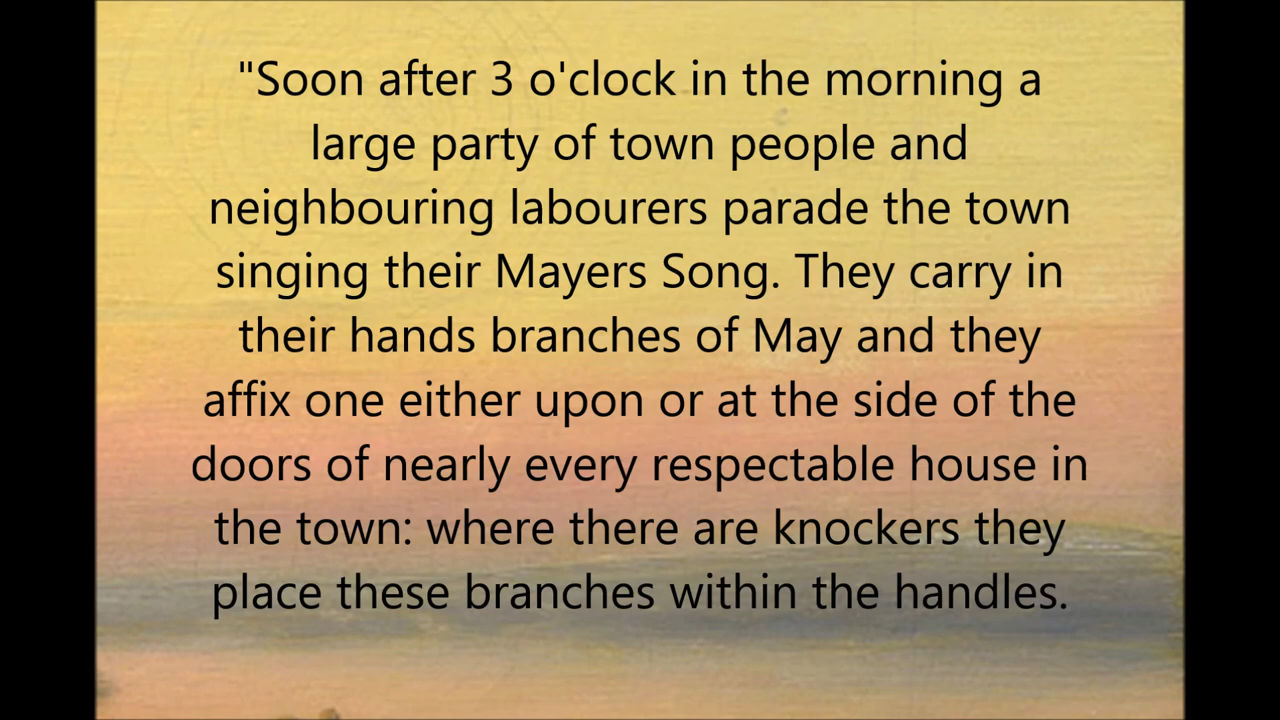 "Soon after 3 o'clock in the morning a
large party of town people and
neighbouring labourers parade the town
singing their Mayers Song. They carry in
their hands branches of May and they
affix one either upon or at the side of the
doors of nearly every respectable house in
the town: where there are knockers they
place these branches within the handles.